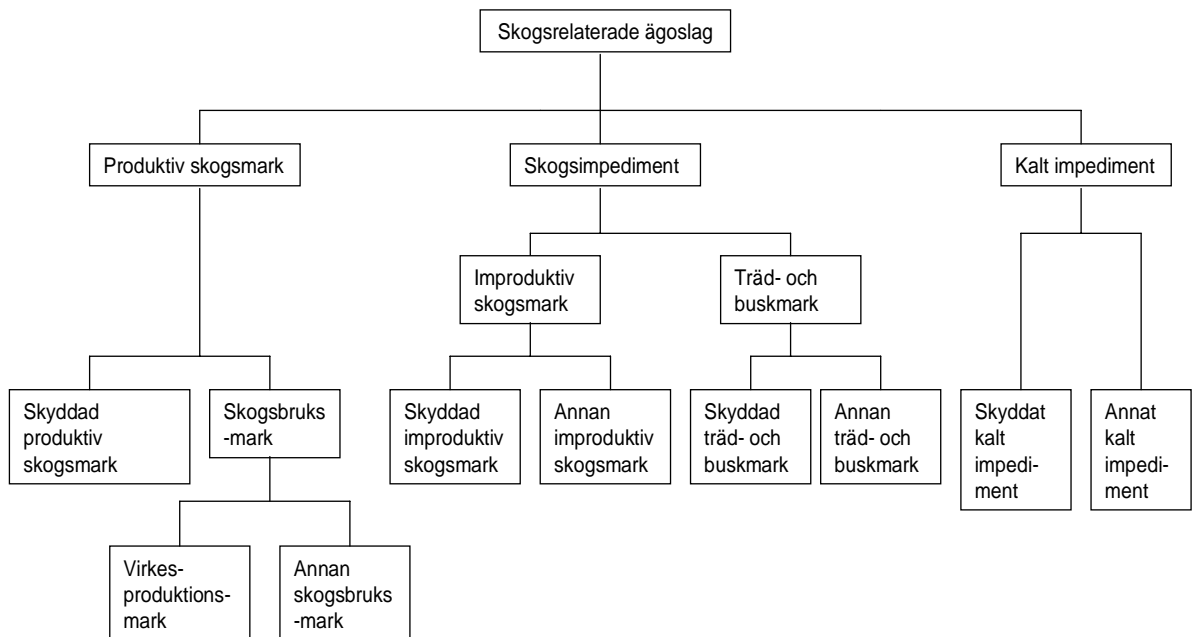 Skogsrelaterade ägoslag
Produktiv skogsmark
Skogsimpediment
Kalt impediment
Improduktiv
skogsmark
Träd- och
buskmark
Skyddad
produktiv
skogsmark
Skogsbruks
-mark
Skyddad
improduktiv
skogsmark
Annan
improduktiv
skogsmark
Skyddad
träd- och
buskmark
Annan
träd- och
buskmark
Skyddat
kalt
impedi-
ment
Annat
kalt
impedi-
ment
Virkes-
produktions-
mark
Annan
skogsbruks
-mark